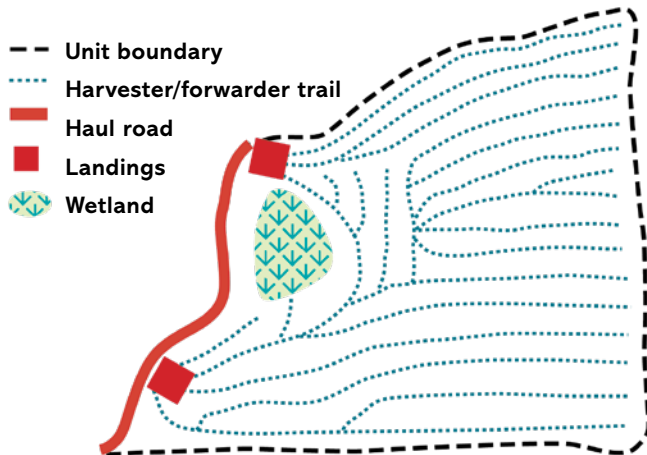 Unit boundary
Harvester/forwarder trail
Haul road
Landings
Wetland